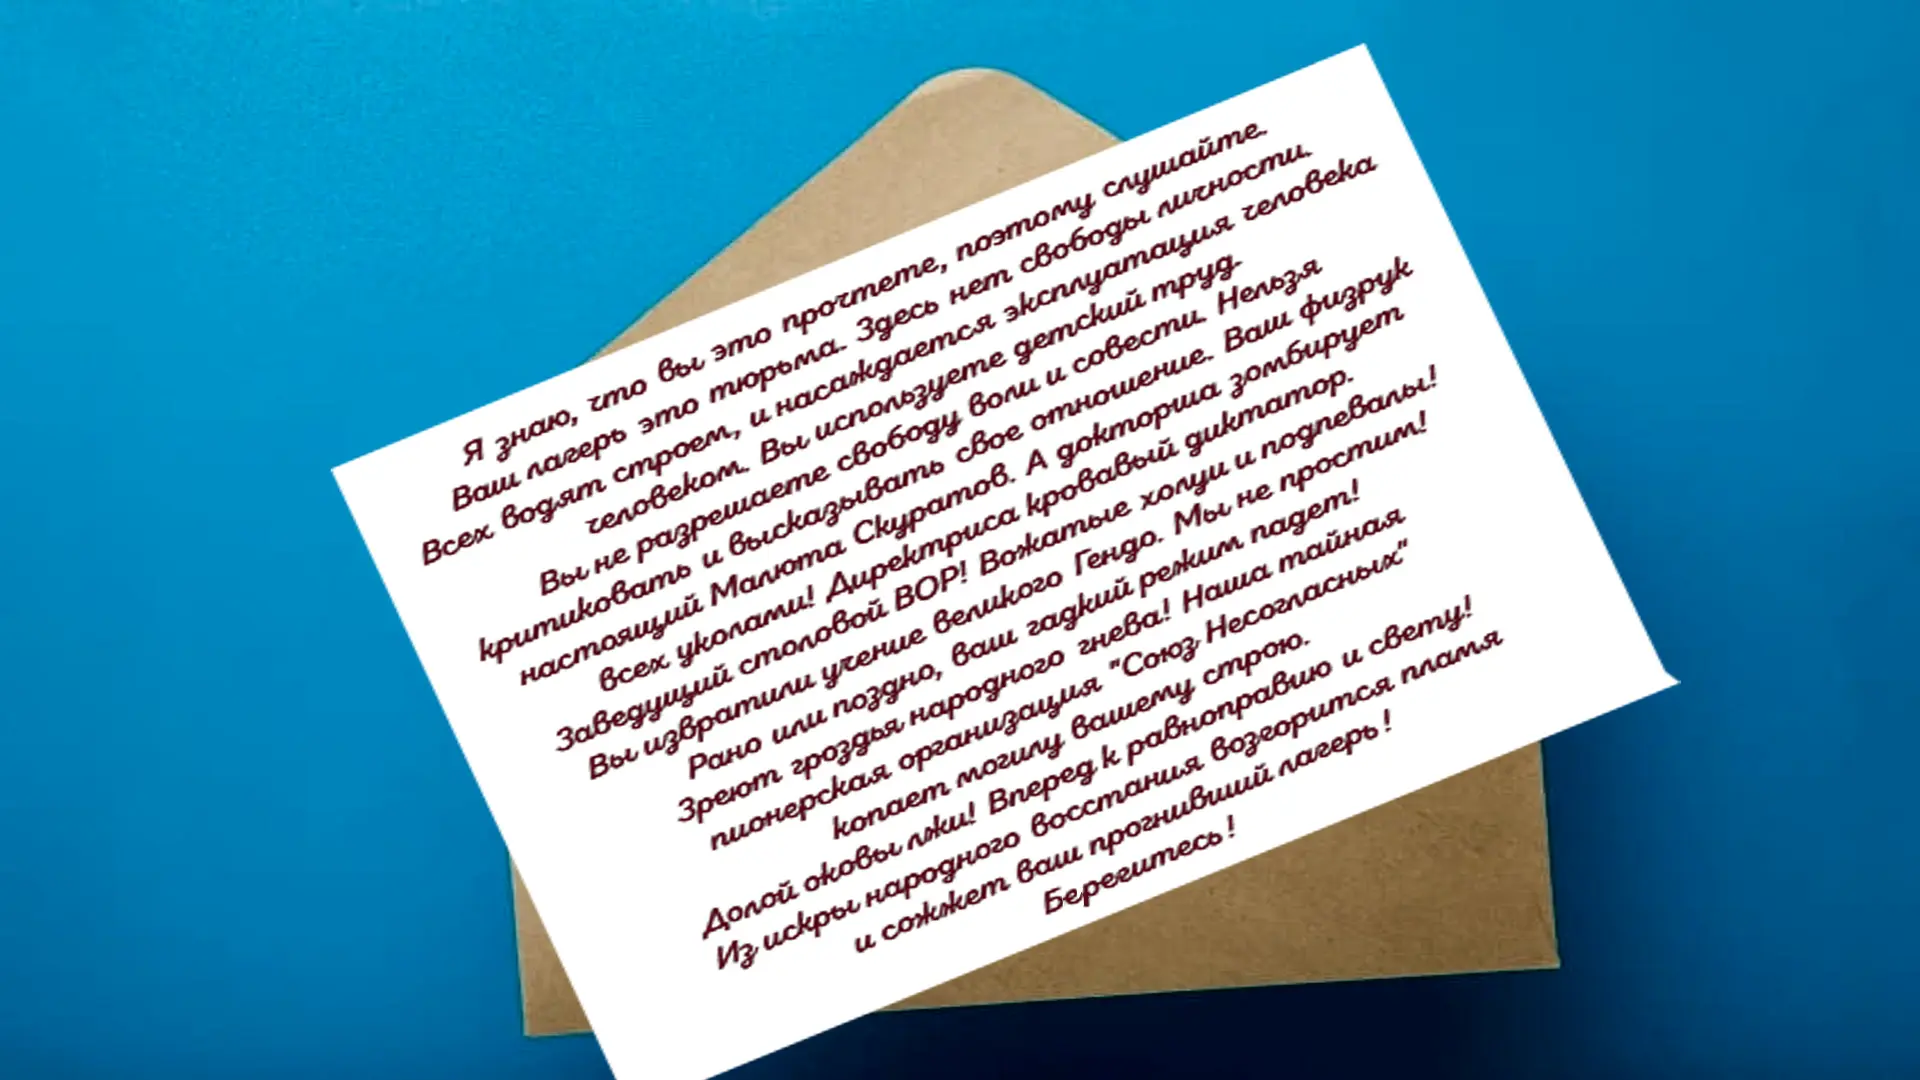 Я знаю, что вы это прочтете, поэтому слушайте.
Ваш лагерь это тюрьма. Здесь нет свободы личности.
Всех водят строем, и насаждается эксплуатация человека
человеком. Вы используете детский труд.
Вы не разрешаете свободу воли и совести. Нельзя
критиковать и высказывать свое отношение. Ваш физрук
настоящий Малюта Скуратов. А докторша зомбирует
всех уколами! Директриса кровавый диктатор.
Заведущий столовой ВОР! Вожатые холуи и подпевалы!
Вы извратили учение великого Гендо. Мы не простим!
Рано или поздно, ваш гадкий режим падет!
Зреют гроздья народного гнева! Наша тайная
пионерская организация "Союз Несогласных"
копает могилу вашему строю.
Долой оковы лжи! Вперед к равноправию и свету!
Из искры народного восстания возгорится пламя
и сожжет ваш прогнивший лагерь!
Берегитесь!